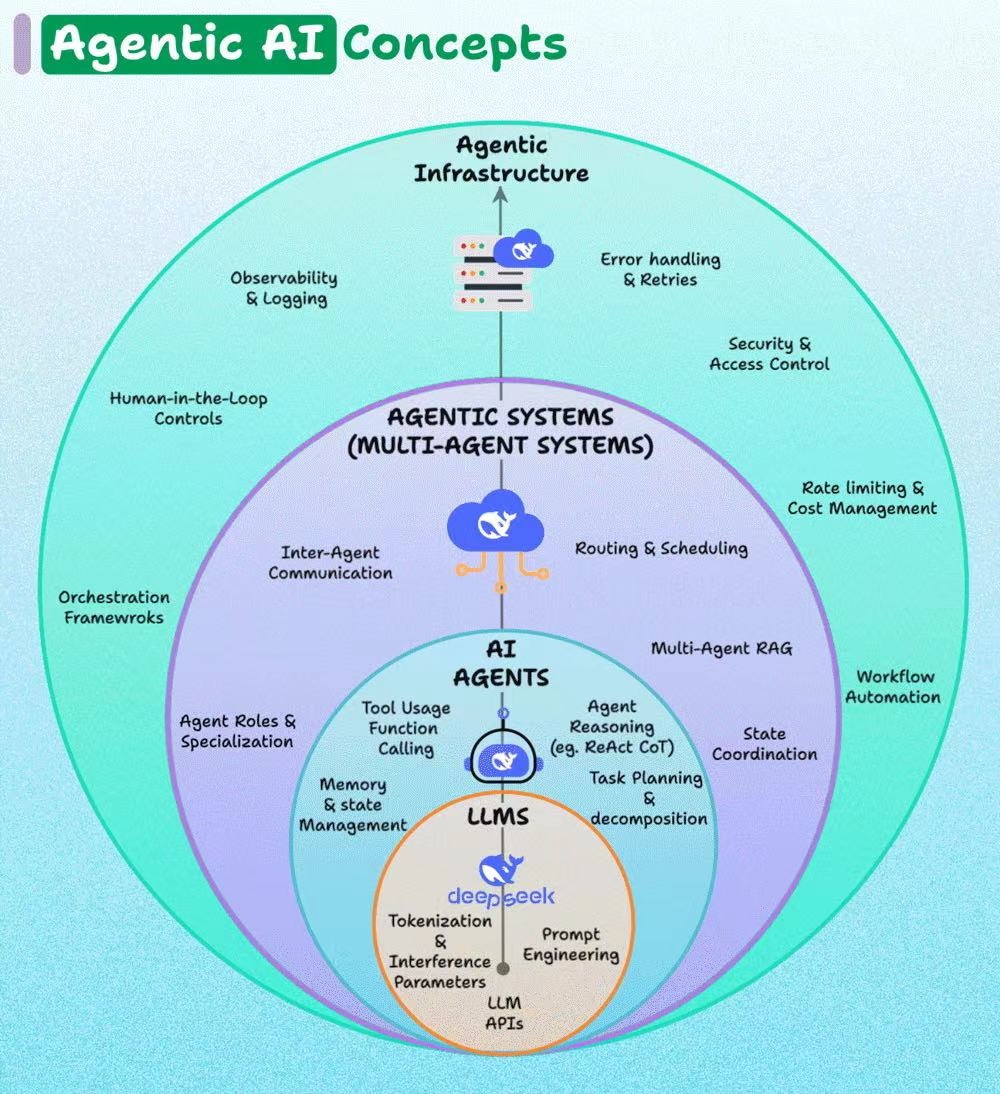 Agentic AI Concepts
Agentic
Infrastructure
Observability
& Logging
Error handling
& Retries
Security &
Access Control
Human-in-the-Loop
Controls
AGENTIC SYSTEMS
(MULTI-AGENT SYSTEMS)
Rate limiting &
Cost Management
Inter-Agent
Communication
Routing & Scheduling
Orchestration
Framewroks
Multi-Agent RAG
Workflow
Automation
AI
AGENTS
Agent Roles &
Specialization
Tool Usage
Function
Calling
Agent
Reasoning
(eg. ReAct CoT)
State
Coordination
Memory
& state
Management
Task Planning
&
decomposition
LLMS
deepseek
Tokenization
&
Interference
Parameters
Prompt
Engineering
LLM
APIs